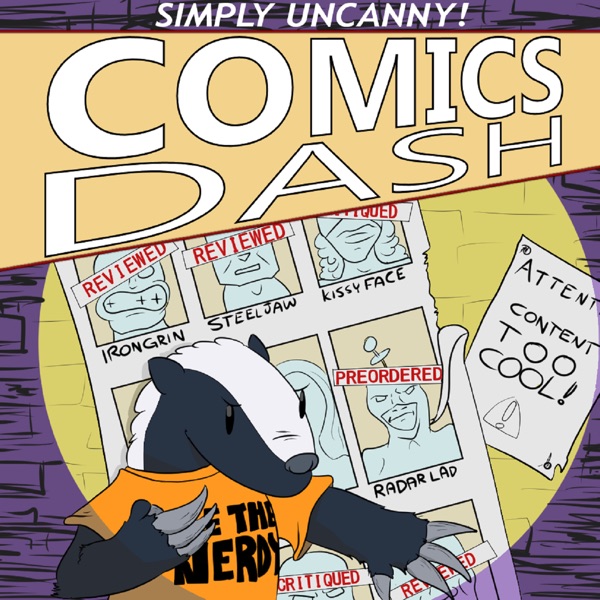 SIMPLY UNCANNY!
COMICS
DASH
REVIEWED
REVIEWED
IRONGRIN
STEELJAW
KISSY FACE
ATTENT
CONTENT
TOO
COOL!
PREORDERED
RADAR LAD
THE
NERDY
CRITIQUED